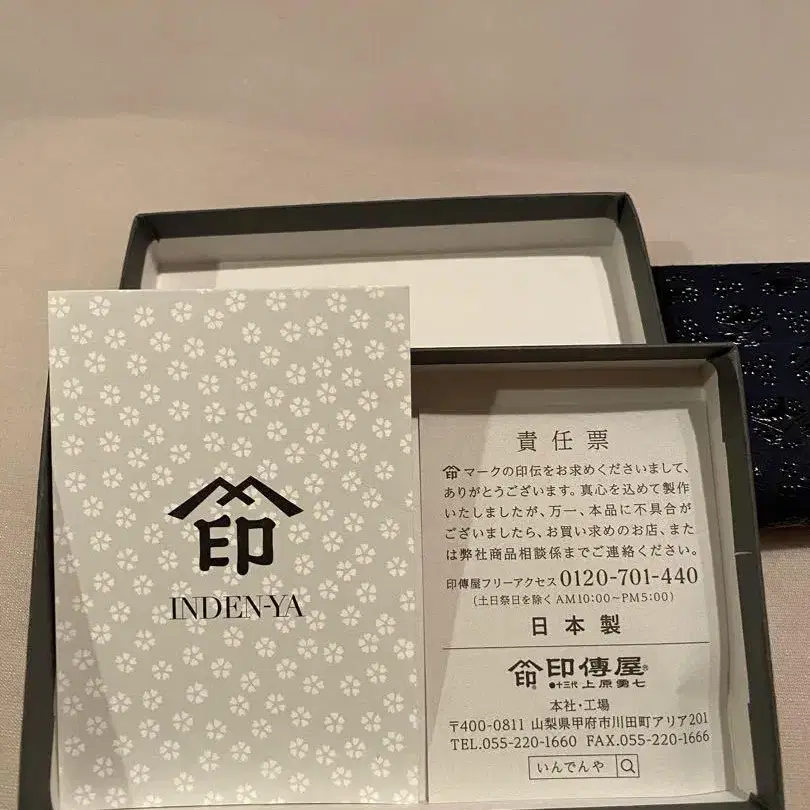 印
INDEN-YA
責任票
印マークの印伝をお求めくださいまして、
ありがとうございます。真心を込めて製作
いたしましたが、万一、本品に不具合が
ございましたら、お買い求めのお店、また
は弊社商品相談係までご連絡ください。
印傳屋フリーアクセス 0120-701-440
(土日祭日を除く AM10:00〜PM5:00)
日本製
印 印傳屋®
●十三代 上原勇七
本社・工場
〒400-0811 山梨県甲府市川田町アリア201
TEL.055-220-1660 FAX.055-220-1666
いんでんや